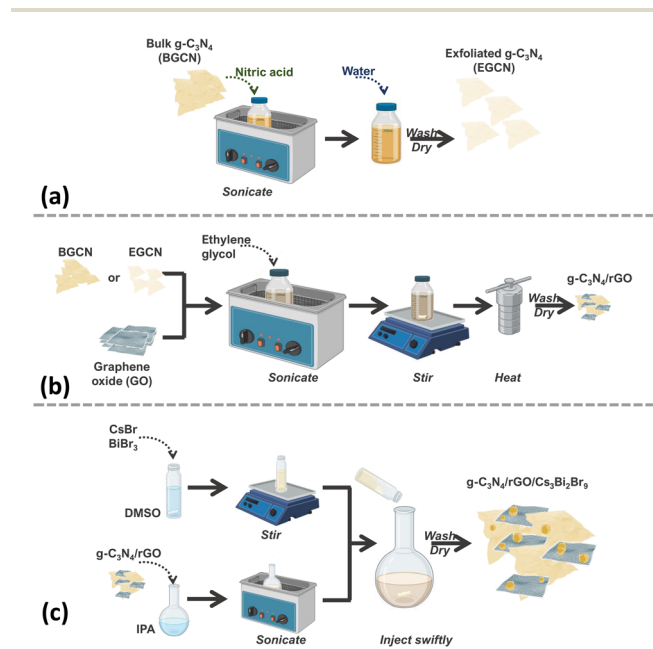 Bulk g-C₃N₄
(BGCN)
Nitric acid
Sonicate
Water
Wash
Dry
Exfoliated g-C₃N₄
(EGCN)
(a)
BGCN
or
EGCN
Graphene
oxide (GO)
Ethylene
glycol
Sonicate
Stir
Heat
Wash
Dry
g-C₃N₄/rGO
(b)
CsBr
BiBr₃
DMSO
Stir
g-C₃N₄/rGO
IPA
Sonicate
Inject swiftly
Wash
Dry
g-C₃N₄/rGO/Cs₃Bi₂Br₉
(c)